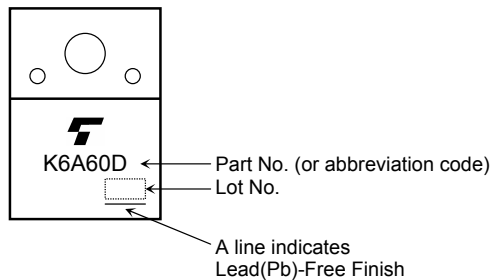 K6A60D
Part No. (or abbreviation code)
Lot No.
A line indicates
Lead(Pb)-Free Finish